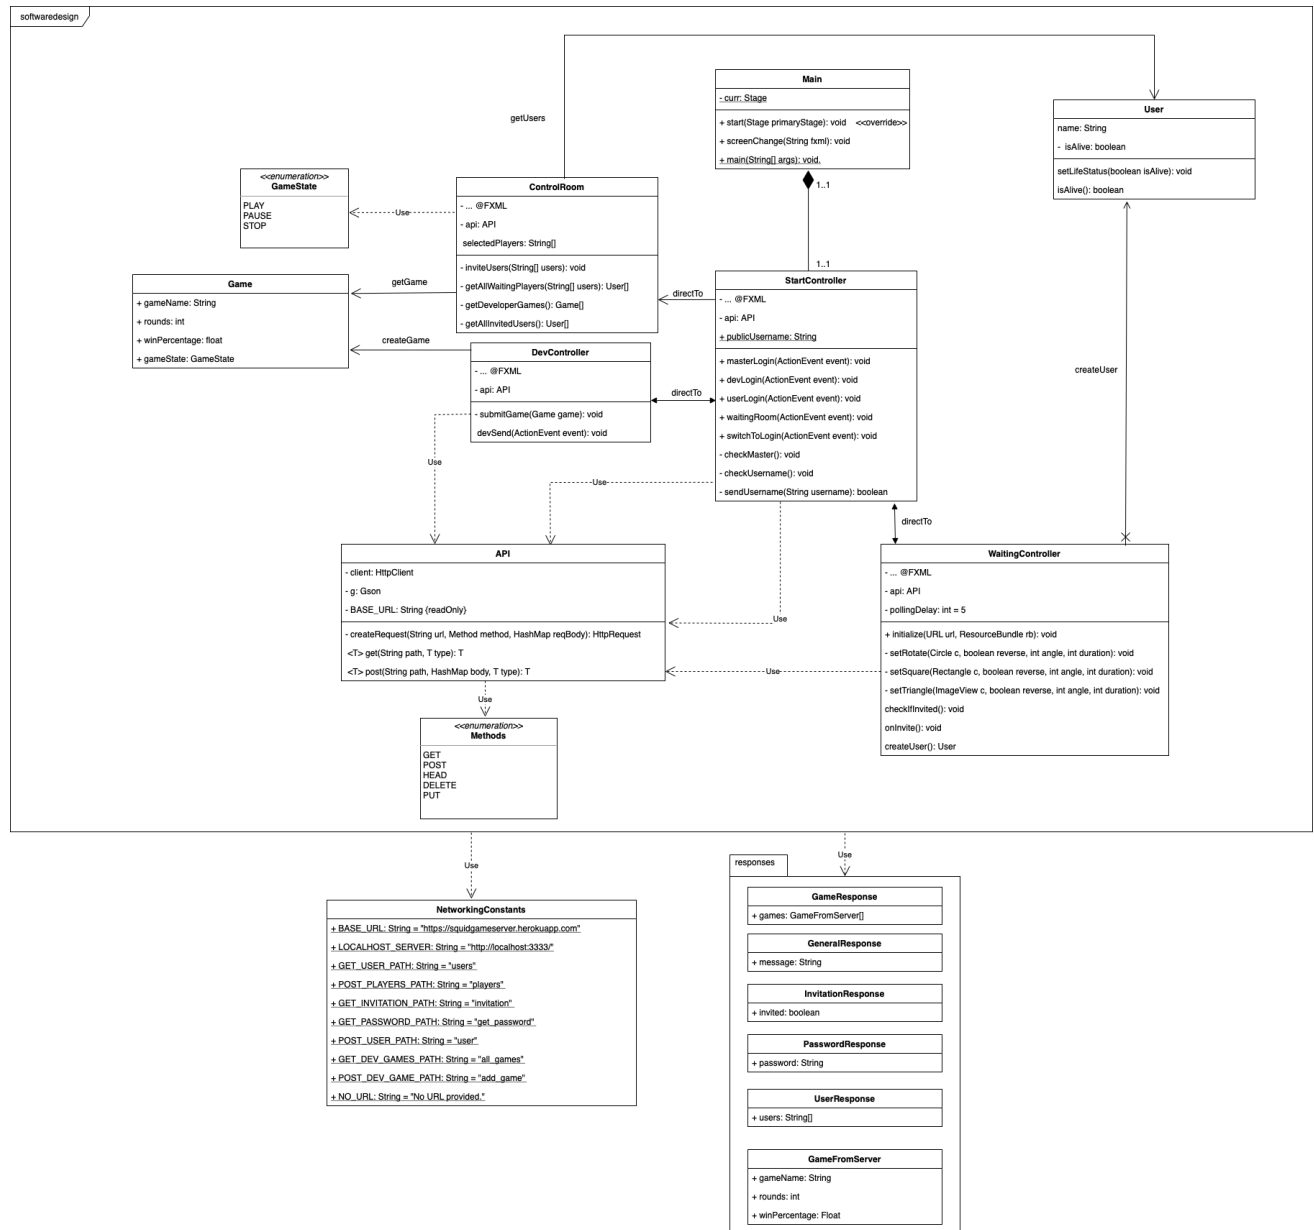 softwaredesign
getUsers
Main
- curr: Stage
+ start(Stage primaryStage): void <<override>>
+ screenChange(String fxml): void
+ main(String[] args): void.
User
name: String
- isAlive: boolean
setLifeStatus(boolean isAlive): void
isAlive(): boolean
<<enumeration>>
GameState
PLAY
PAUSE
STOP
Use
ControlRoom
- ... @FXML
- api: API
selectedPlayers: String[]
- inviteUsers(String[] users): void
- getAllWaitingPlayers(String[] users): User[]
- getDeveloperGames(): Game[]
- getAllInvitedUsers(): User[]
1..1
1..1
Game
+ gameName: String
+ rounds: int
+ winPercentage: float
+ gameState: GameState
getGame
createGame
directTo
StartController
- ... @FXML
- api: API
+ publicUsername: String
+ masterLogin(ActionEvent event): void
+ devLogin(ActionEvent event): void
+ userLogin(ActionEvent event): void
+ waitingRoom(ActionEvent event): void
+ switchToLogin(ActionEvent event): void
- checkMaster(): void
- checkUsername(): void
- sendUsername(String username): boolean
DevController
- ... @FXML
- api: API
- submitGame(Game game): void
devSend(ActionEvent event): void
directTo
createUser
Use
Use
directTo
API
- client: HttpClient
- g: Gson
- BASE_URL: String {readOnly}
- createRequest(String url, Method method, HashMap reqBody): HttpRequest
<T> get(String path, T type): T
<T> post(String path, HashMap body, T type): T
Use
Use
WaitingController
- ... @FXML
- api: API
- pollingDelay: int = 5
+ initialize(URL url, ResourceBundle rb): void
- setRotate(Circle c, boolean reverse, int angle, int duration): void
- setSquare(Rectangle c, boolean reverse, int angle, int duration): void
- setTriangle(ImageView c, boolean reverse, int angle, int duration): void
checkIfInvited(): void
onInvite(): void
createUser(): User
Use
<<enumeration>>
Methods
GET
POST
HEAD
DELETE
PUT
Use
Use
NetworkingConstants
+ BASE_URL: String = "https://squidgameserver.herokuapp.com"
+ LOCALHOST_SERVER: String = "http://localhost:3333/"
+ GET_USER_PATH: String = "users"
+ POST_PLAYERS_PATH: String = "players"
+ GET_INVITATION_PATH: String = "invitation"
+ GET_PASSWORD_PATH: String = "get_password"
+ POST_USER_PATH: String = "user"
+ GET_DEV_GAMES_PATH: String = "all_games"
+ POST_DEV_GAME_PATH: String = "add_game"
+ NO_URL: String = "No URL provided."
responses
GameResponse
+ games: GameFromServer[]
GeneralResponse
+ message: String
InvitationResponse
+ invited: boolean
PasswordResponse
+ password: String
UserResponse
+ users: String[]
GameFromServer
+ gameName: String
+ rounds: int
+ winPercentage: Float